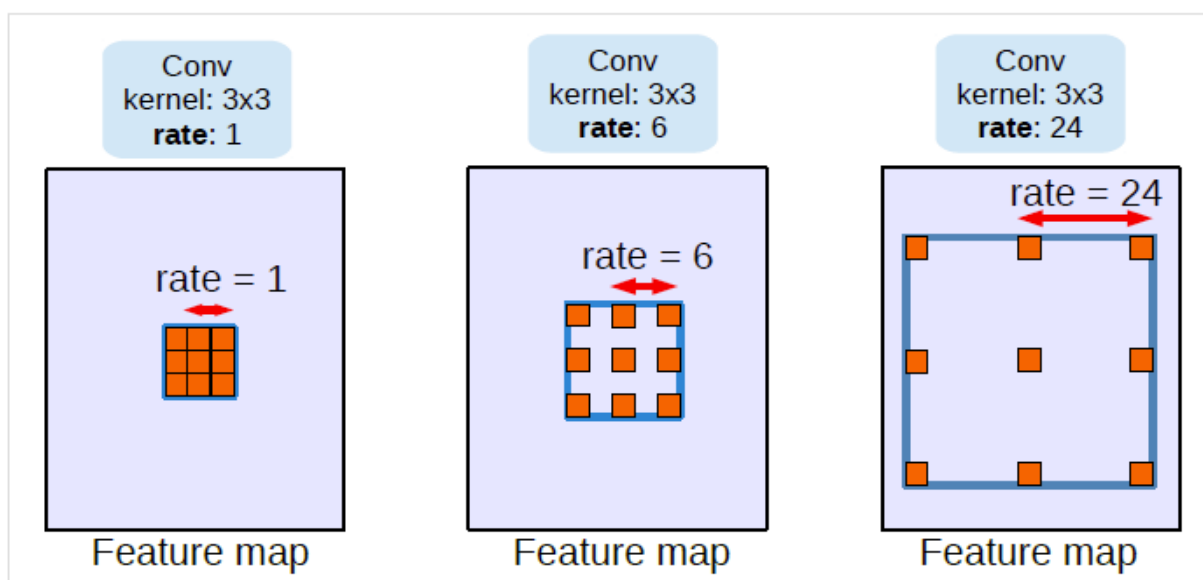 Conv
kernel: 3x3
rate: 1
Conv
kernel: 3x3
rate: 6
Conv
kernel: 3x3
rate: 24
rate = 1
rate = 6
rate = 24
Feature map
Feature map
Feature map